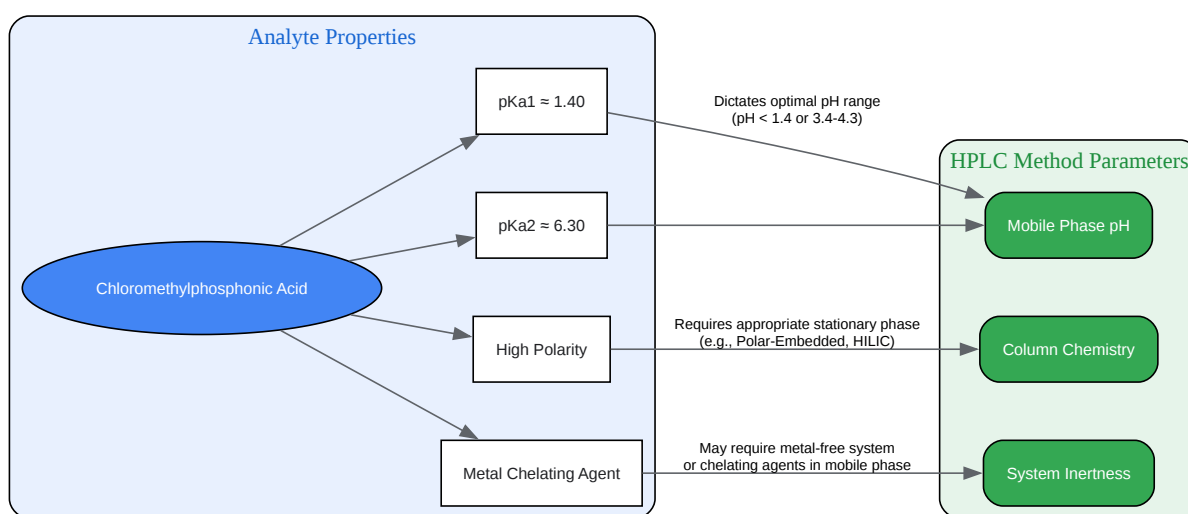 Analyte Properties
pKa1 ≈ 1.40
Dictates optimal pH range
(pH < 1.4 or 3.4-4.3)
HPLC Method Parameters
pKa2 ≈ 6.30
Mobile Phase pH
Chloromethylphosphonic Acid
High Polarity
Requires appropriate stationary phase
(e.g., Polar-Embedded, HILIC)
Column Chemistry
Metal Chelating Agent
May require metal-free system
or chelating agents in mobile phase
System Inertness